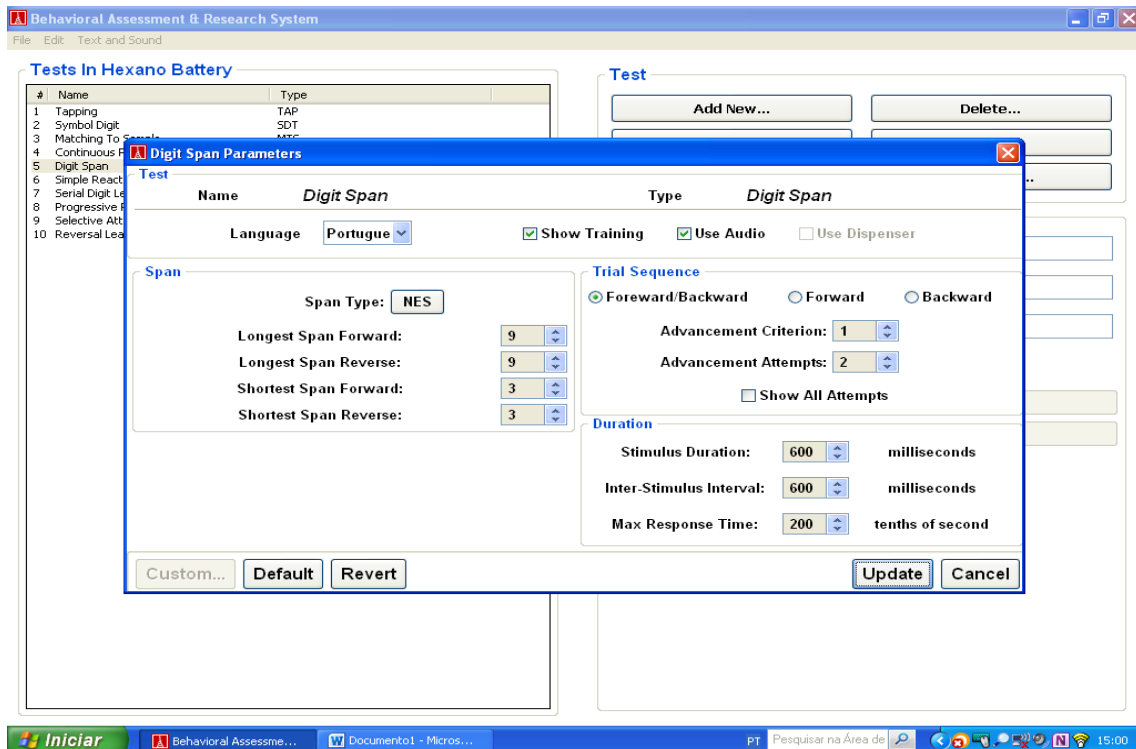 Behavioral Assessment & Research System
File Edit Text and Sound
Tests In Hexano Battery
# Name Type
1 Tapping TAP
2 Symbol Digit SDT
3 Matching To Sample MTS
4 Continuous P
5 Digit Span
6 Simple React
7 Serial Digit Le
8 Progressive R
9 Selective Att
10 Reversal Lea
Test
Add New... Delete...
Digit Span Parameters
Test
Name Digit Span Type Digit Span
Language Portugue Show Training Use Audio Use Dispenser
Span
Span Type: NES
Longest Span Forward: 9
Longest Span Reverse: 9
Shortest Span Forward: 3
Shortest Span Reverse: 3
Trial Sequence
Foreward/Backward Forward Backward
Advancement Criterion: 1
Advancement Attempts: 2
Show All Attempts
Duration
Stimulus Duration: 600 milliseconds
Inter-Stimulus Interval: 600 milliseconds
Max Response Time: 200 tenths of second
Custom... Default Revert Update Cancel
Iniciar Behavioral Assessme... Documento1 - Micros... PT Pesquisar na Área de 15:00